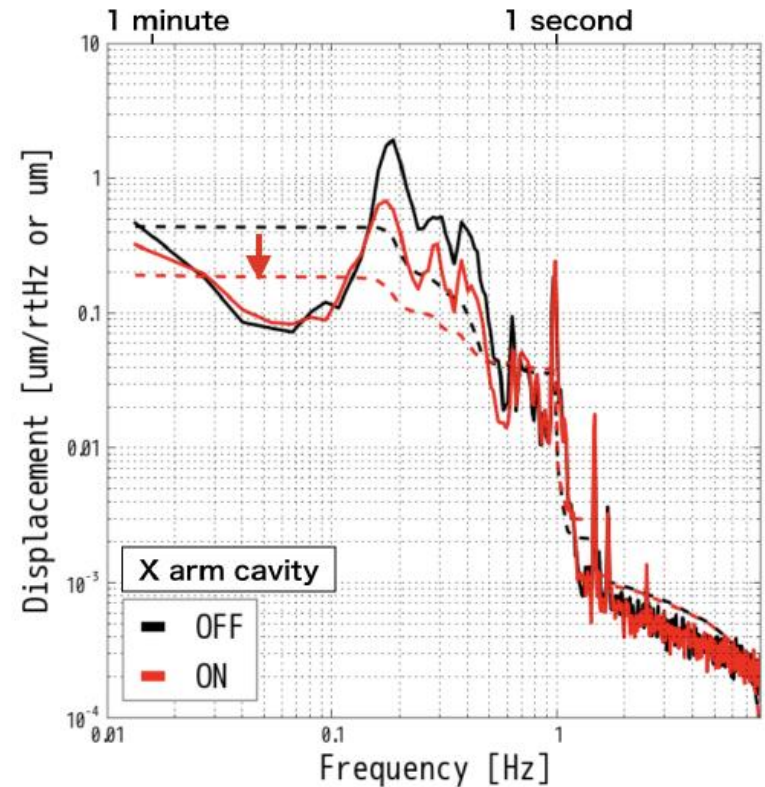 1 minute 1 second
10
1
0.1
0.01
10⁻³
10⁻⁴
0.01 0.1 1
Displacement [um/rtHz or um]
X arm cavity
OFF
ON
Frequency [Hz]